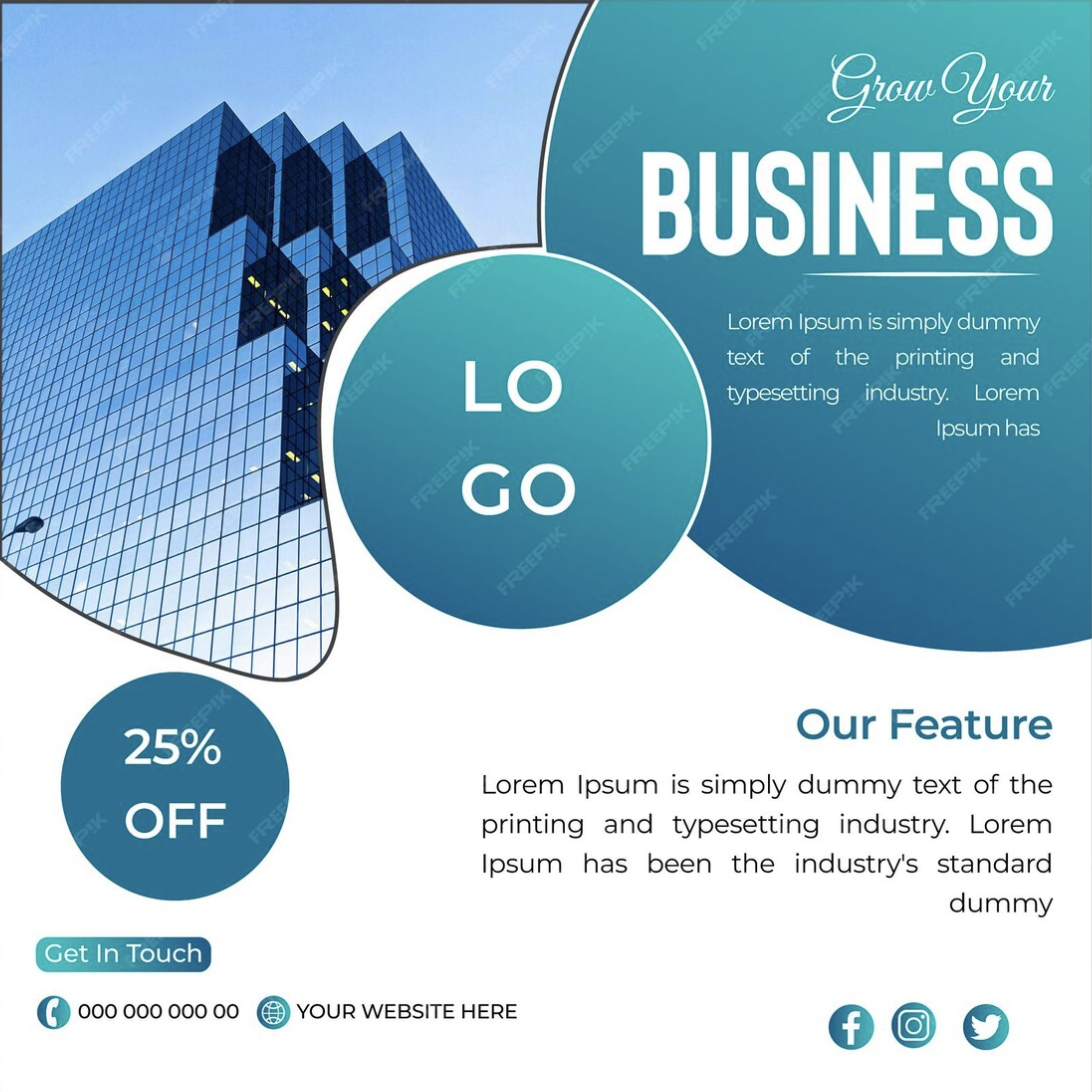 Grow Your
BUSINESS
Lorem Ipsum is simply dummy
text of the printing and
typesetting industry. Lorem
Ipsum has
LO
GO
25%
OFF
Our Feature
Lorem Ipsum is simply dummy text of the
printing and typesetting industry. Lorem
Ipsum has been the industry's standard
dummy
Get In Touch
000 000 000 00
YOUR WEBSITE HERE
FREEPIK